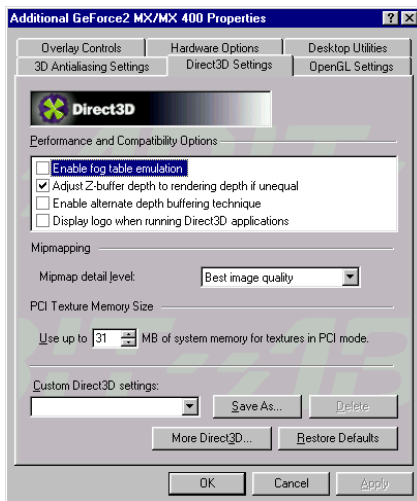 Additional GeForce2 MX/MX 400 Properties
Overlay Controls
Hardware Options
Desktop Utilities
3D Antialiasing Settings
Direct3D Settings
OpenGL Settings
Direct3D
Performance and Compatibility Options
Enable fog table emulation
Adjust Z-buffer depth to rendering depth if unequal
Enable alternate depth buffering technique
Display logo when running Direct3D applications
Mipmapping
Mipmap detail level: Best image quality
PCI Texture Memory Size
Use up to 31 MB of system memory for textures in PCI mode.
Custom Direct3D settings:
Save As... Delete
More Direct3D... Restore Defaults
OK Cancel Apply